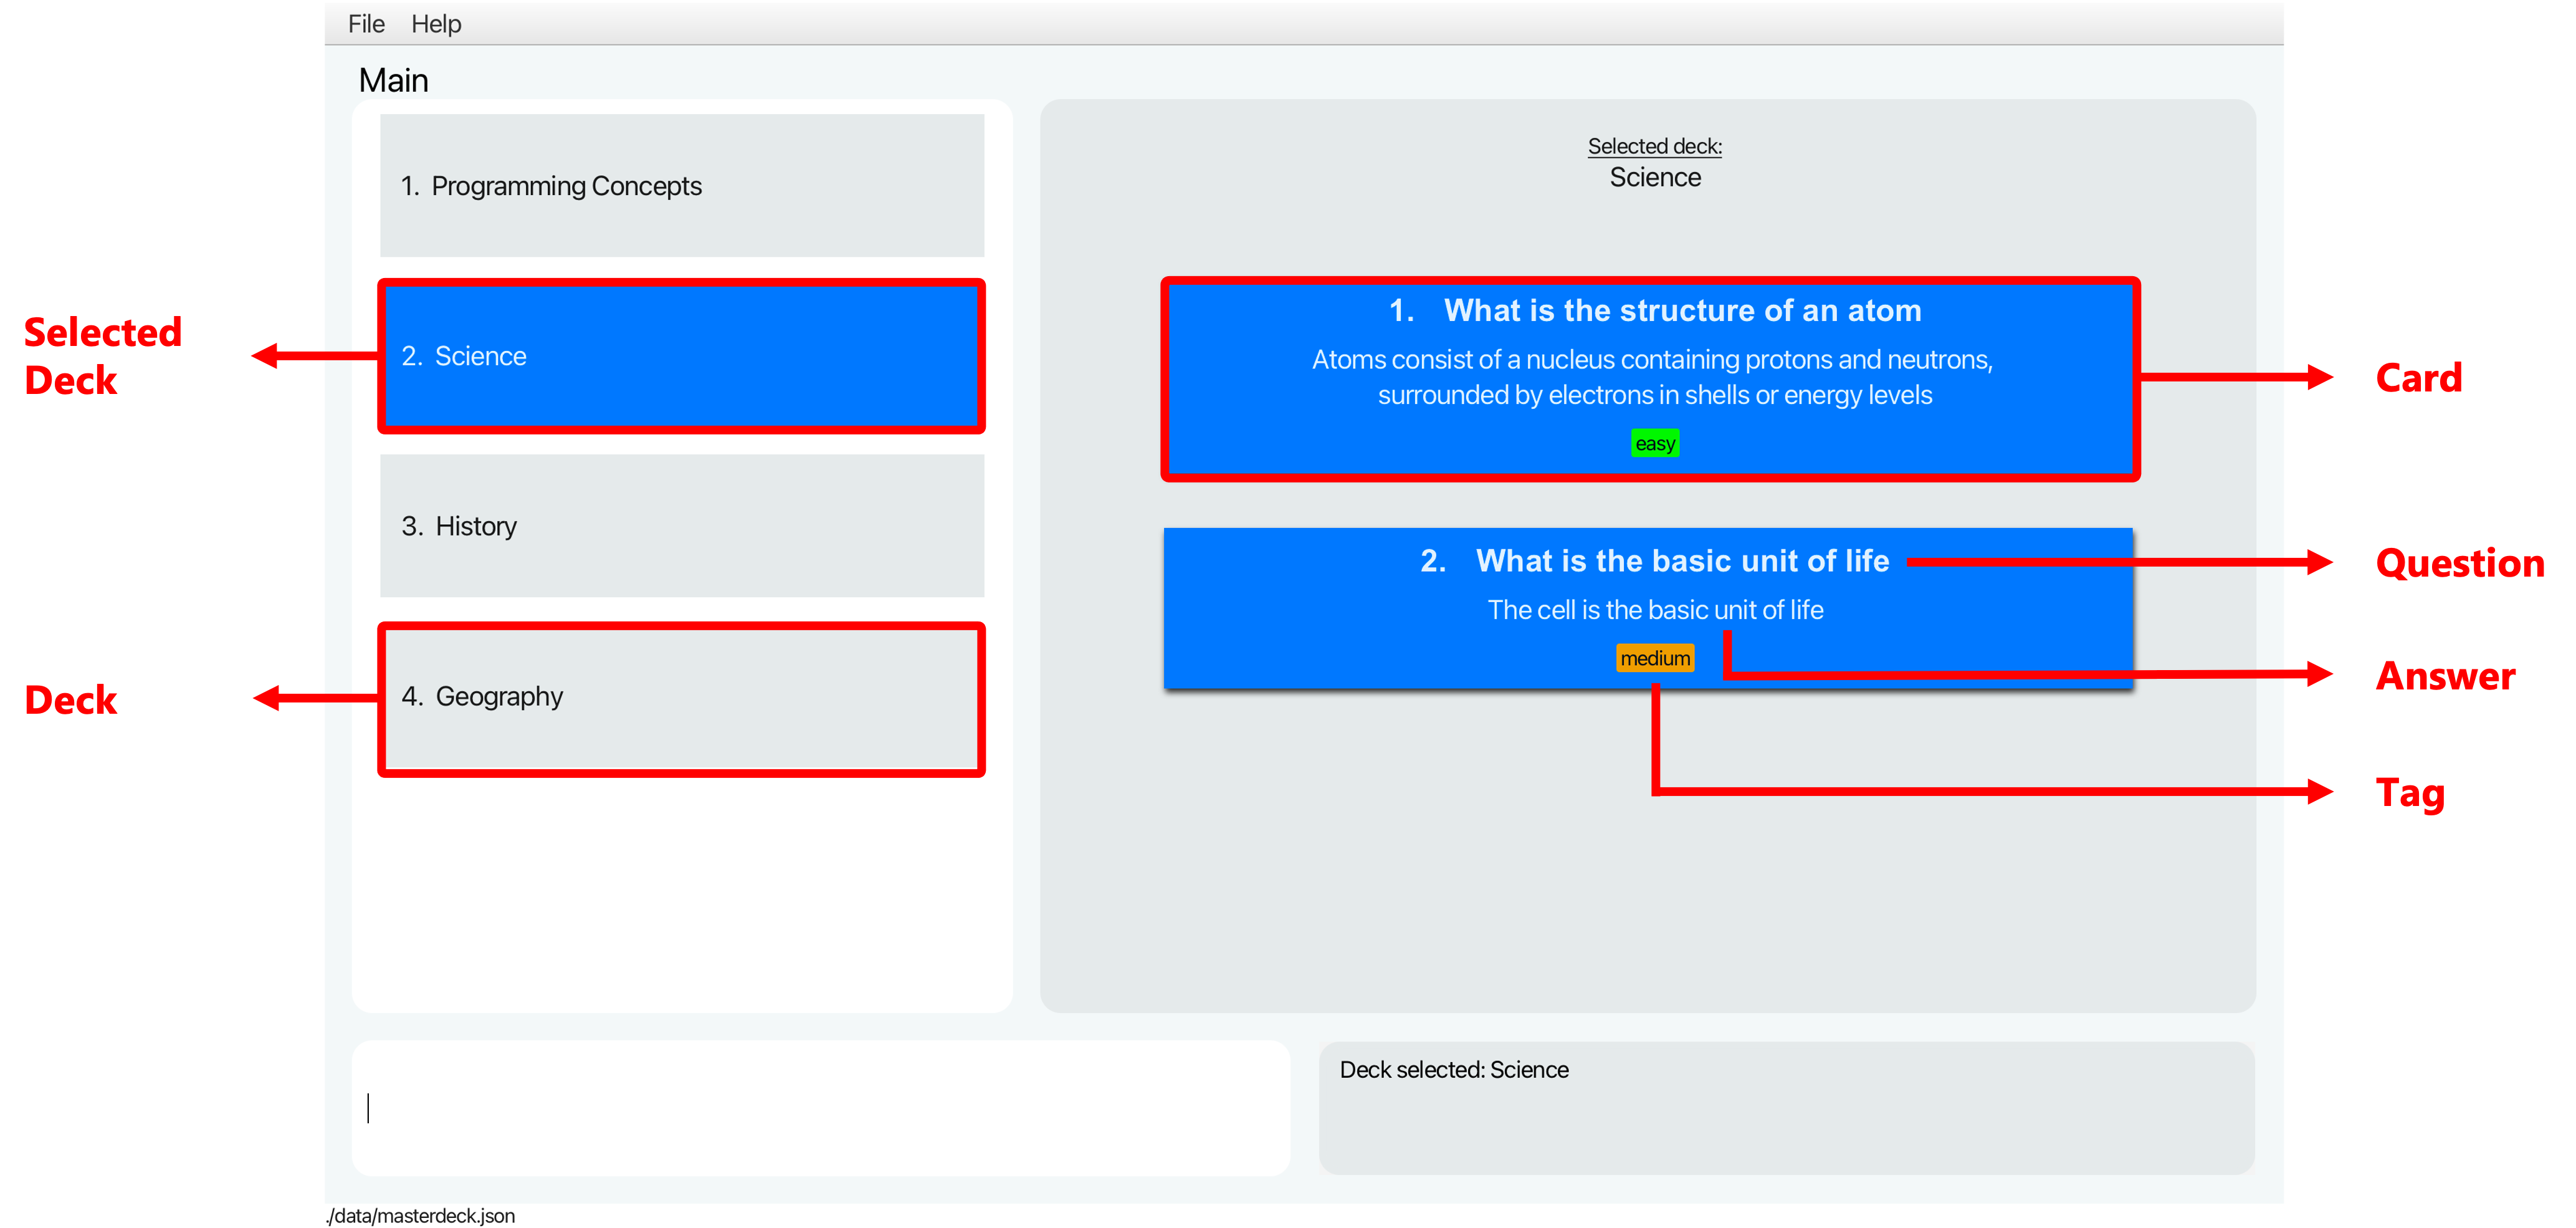 File Help
Main
1. Programming Concepts
Selected
Deck
2. Science
3. History
Deck
4. Geography
Selected deck:
Science
1. What is the structure of an atom
Atoms consist of a nucleus containing protons and neutrons,
surrounded by electrons in shells or energy levels
easy
Card
2. What is the basic unit of life
Question
The cell is the basic unit of life
Answer
medium
Tag
Deck selected: Science
./data/masterdeck.json